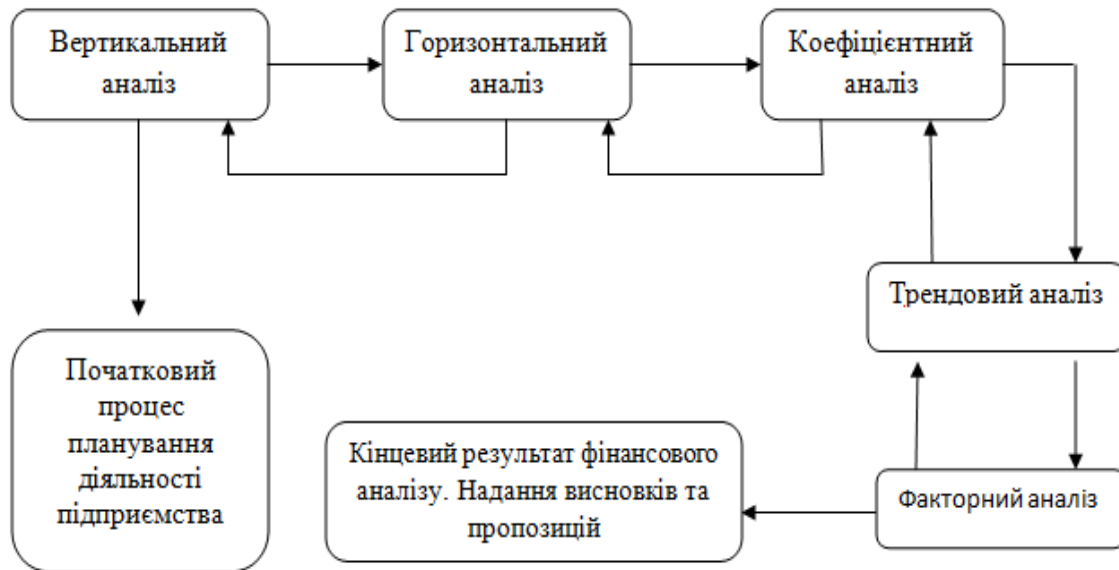 Вертикальний
аналіз
Горизонтальний
аналіз
Коефіцієнтний
аналіз
Трендовий аналіз
Початковий
процес
планування
діяльності
підприємства
Кінцевий результат фінансового
аналізу. Надання висновків та
пропозицій
Факторний аналіз